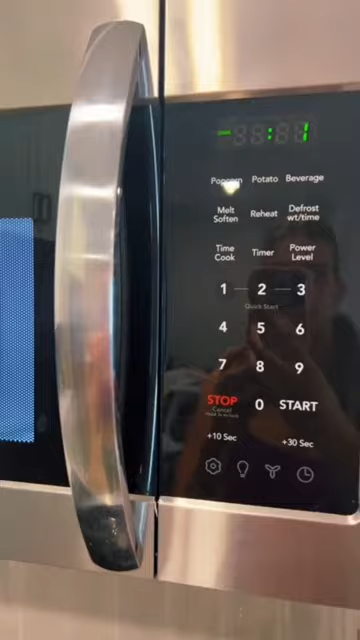 : 1
Popcorn Potato Beverage
Melt Soften Reheat Defrost wt/time
Time Cook Timer Power Level
1 2 3
Quick Start
4 5 6
7 8 9
STOP 0 START
Cancel
+10 Sec +30 Sec